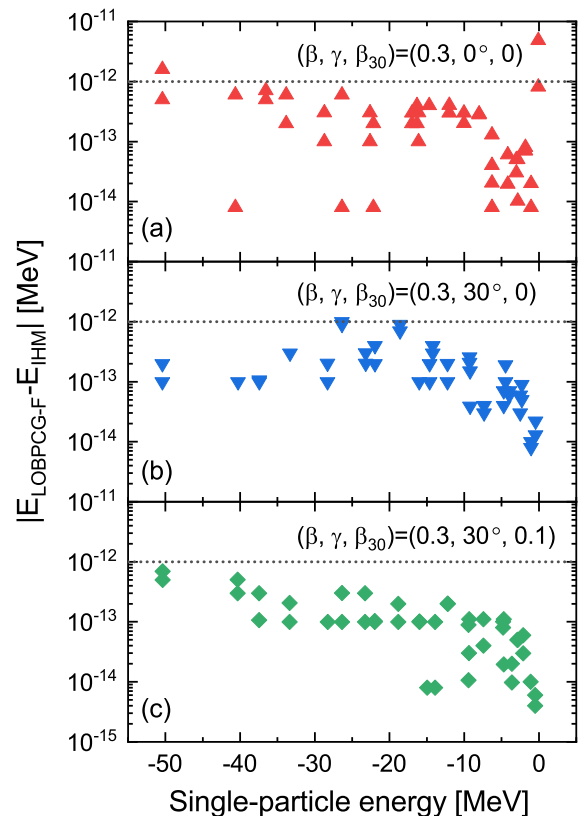 10⁻¹¹
(β, γ, β₃₀)=(0.3, 0°, 0)
10⁻¹²
10⁻¹³
10⁻¹⁴
(a)
10⁻¹¹
(β, γ, β₃₀)=(0.3, 30°, 0)
10⁻¹²
10⁻¹³
10⁻¹⁴
(b)
10⁻¹¹
(β, γ, β₃₀)=(0.3, 30°, 0.1)
10⁻¹²
10⁻¹³
10⁻¹⁴
(c)
10⁻¹⁵
|E_LOBPCG-F-E_IHM| [MeV]
-50 -40 -30 -20 -10 0
Single-particle energy [MeV]